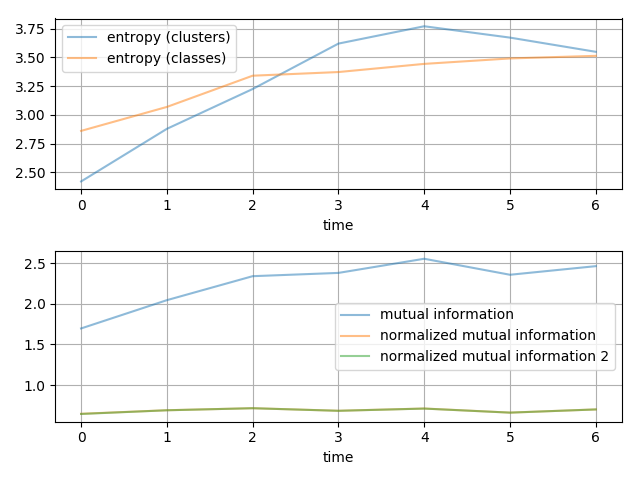 3.75
3.50
3.25
3.00
2.75
2.50
entropy (clusters)
entropy (classes)
0 1 2 3 4 5 6
time
2.5
2.0
1.5
1.0
mutual information
normalized mutual information
normalized mutual information 2
0 1 2 3 4 5 6
time